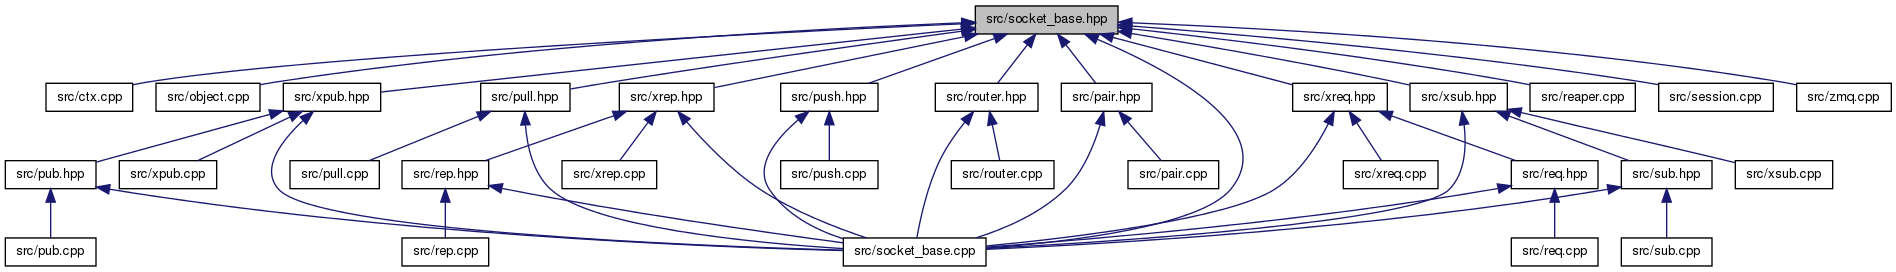 src/socket_base.hpp
src/ctx.cpp
src/object.cpp
src/xpub.hpp
src/pull.hpp
src/xrep.hpp
src/push.hpp
src/router.hpp
src/pair.hpp
src/xreq.hpp
src/xsub.hpp
src/reaper.cpp
src/session.cpp
src/zmq.cpp
src/pub.hpp
src/xpub.cpp
src/pull.cpp
src/rep.hpp
src/xrep.cpp
src/push.cpp
src/router.cpp
src/pair.cpp
src/xreq.cpp
src/req.hpp
src/sub.hpp
src/xsub.cpp
src/pub.cpp
src/rep.cpp
src/socket_base.cpp
src/req.cpp
src/sub.cpp